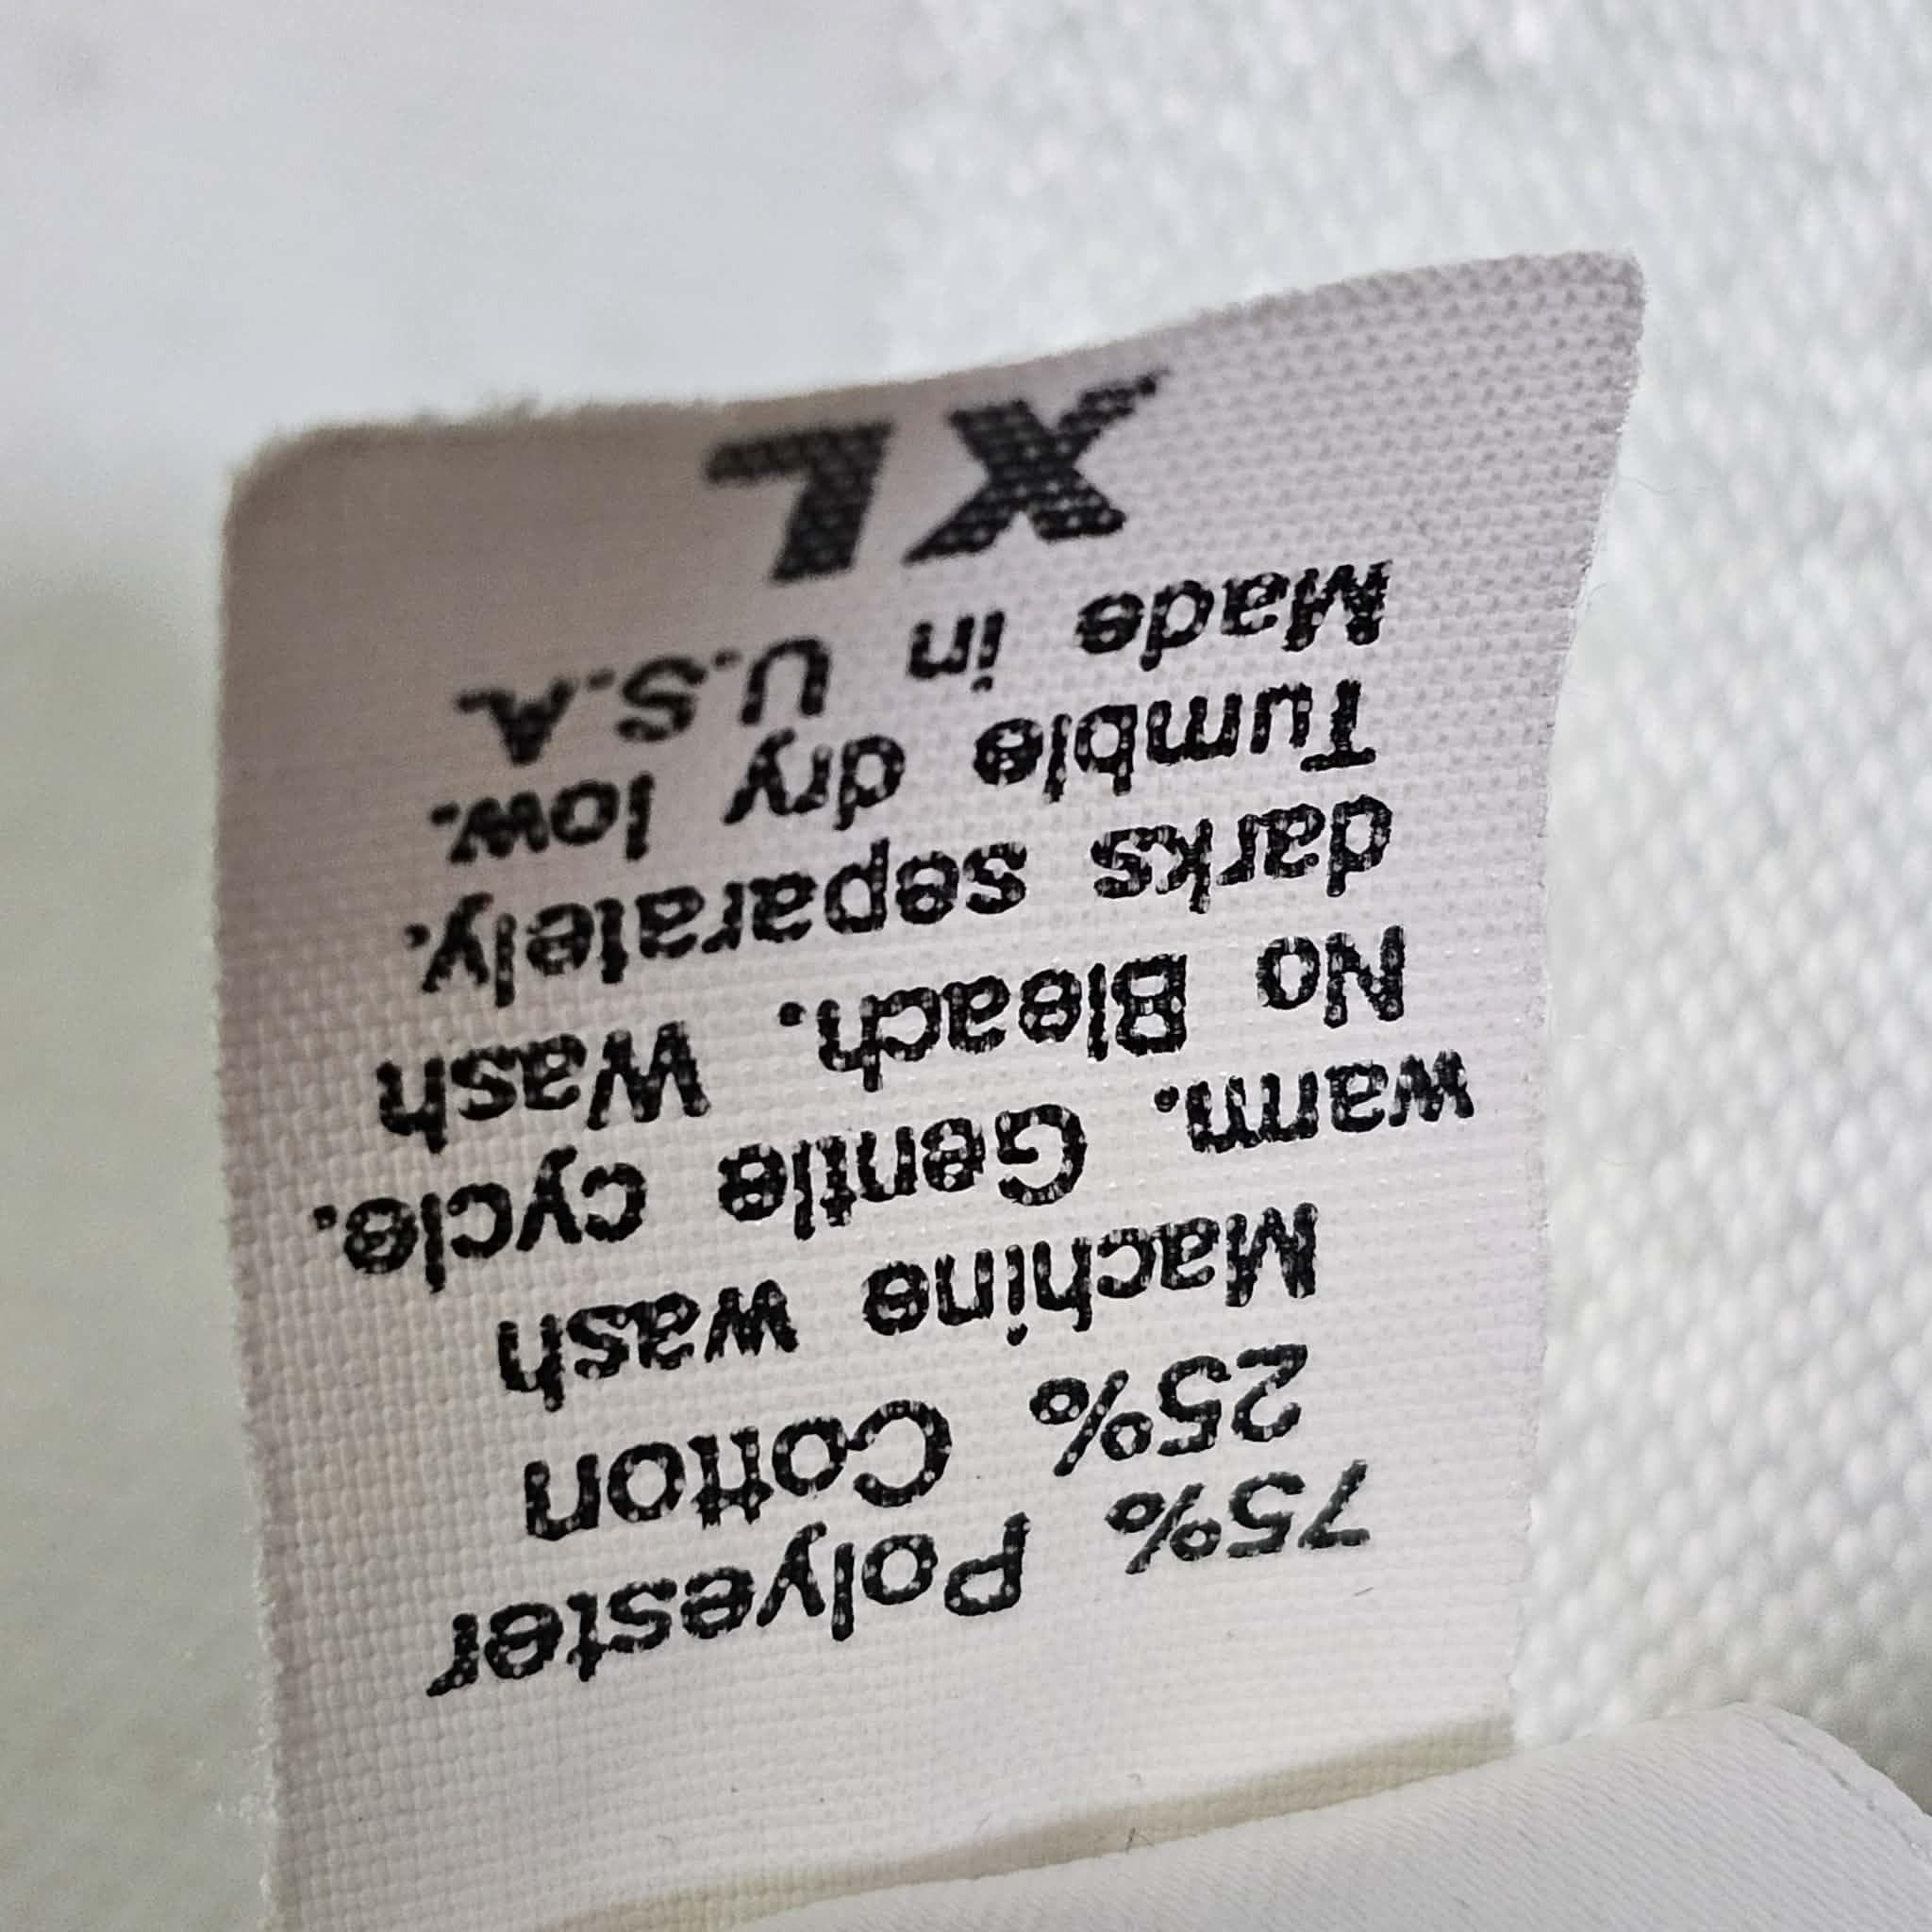 75% Polyester
25% Cotton
Machine wash
warm. Gentle cycle.
No Bleach. Wash
darks separately.
Tumble dry low.
Made in U.S.A.
XL